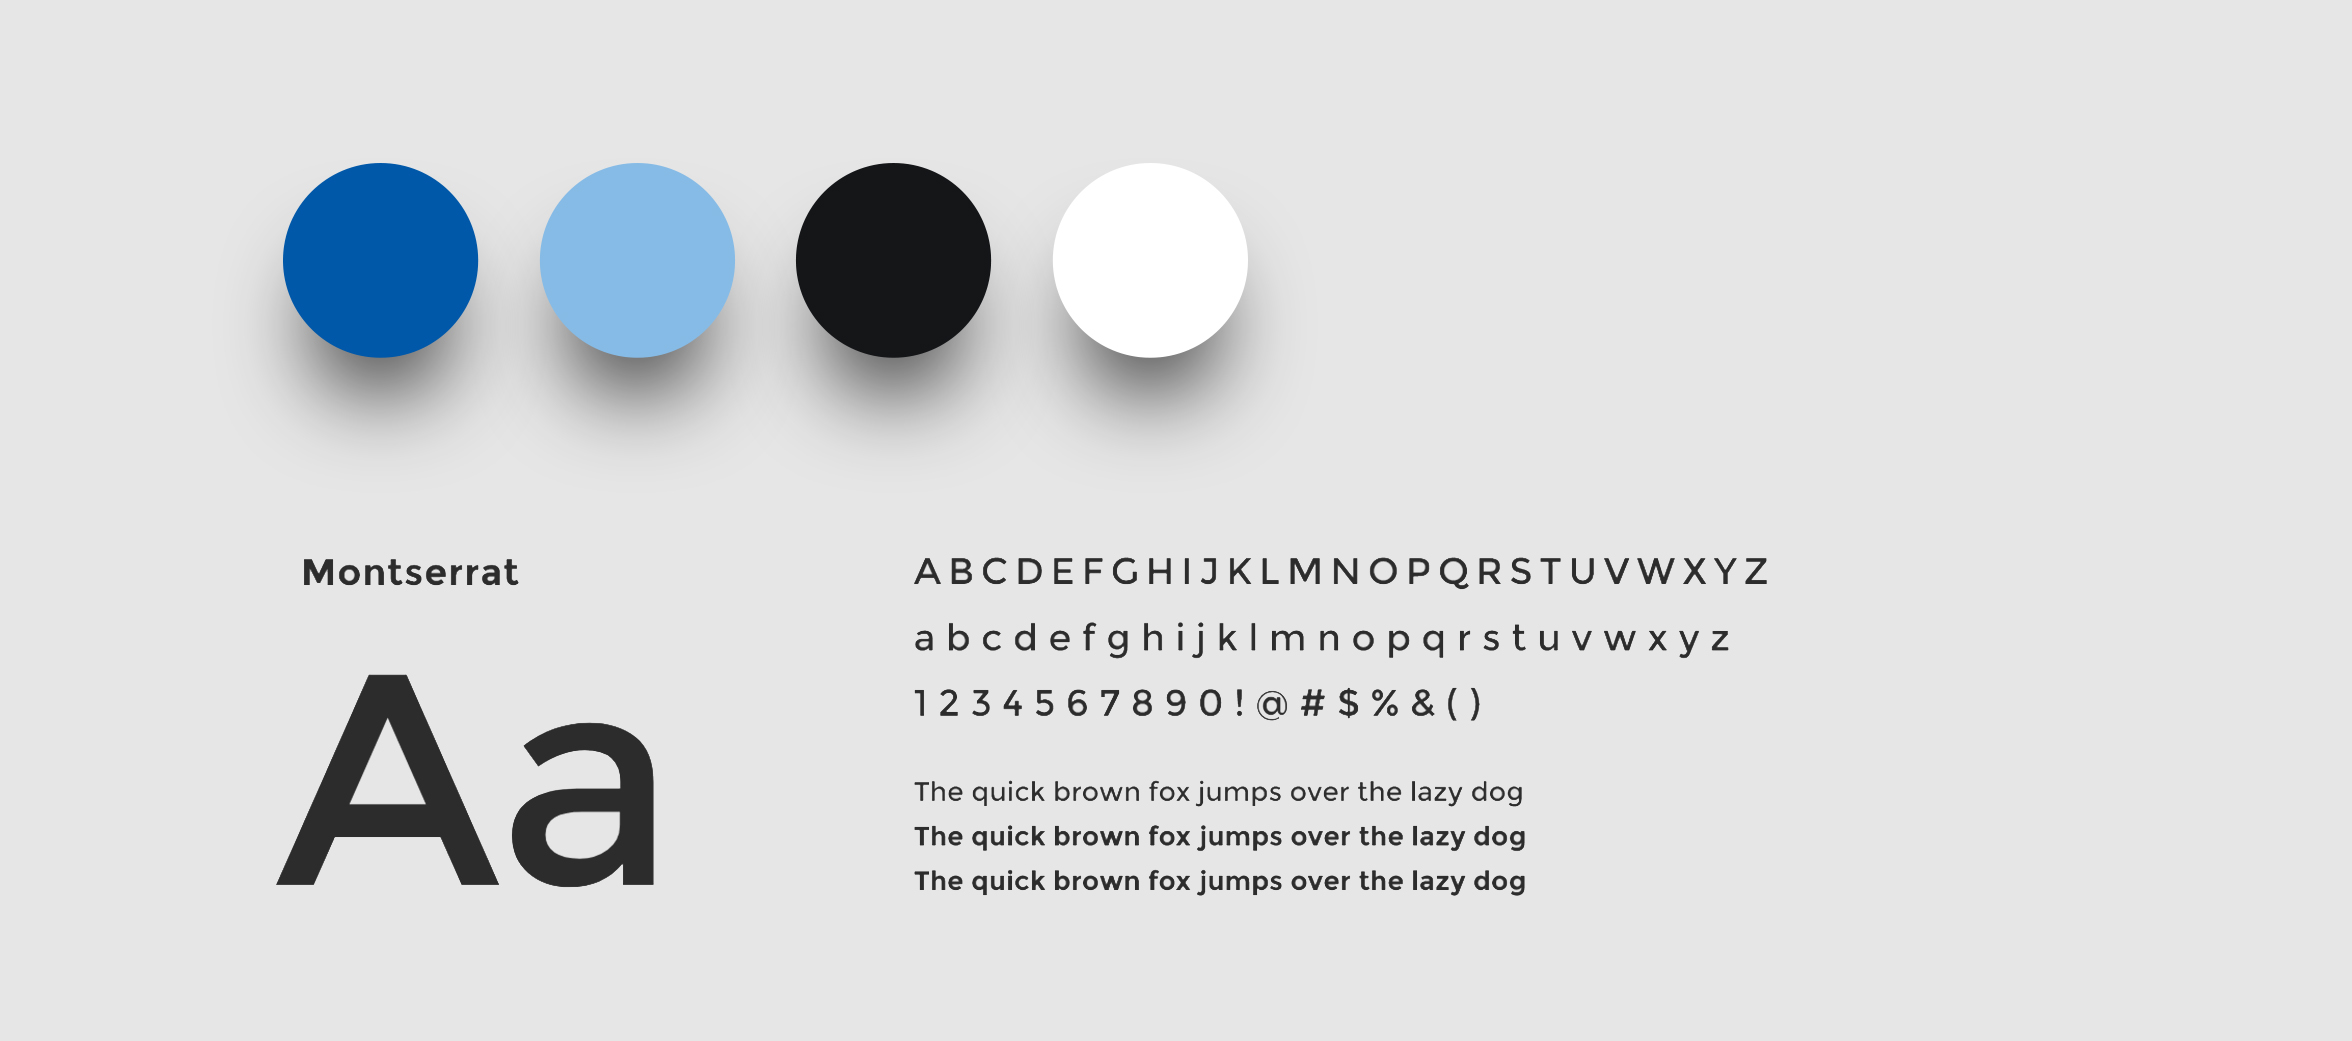 Montserrat
Aa
A B C D E F G H I J K L M N O P Q R S T U V W X Y Z
a b c d e f g h i j k l m n o p q r s t u v w x y z
1 2 3 4 5 6 7 8 9 0 ! @ # $ % & ( )
The quick brown fox jumps over the lazy dog
The quick brown fox jumps over the lazy dog
The quick brown fox jumps over the lazy dog